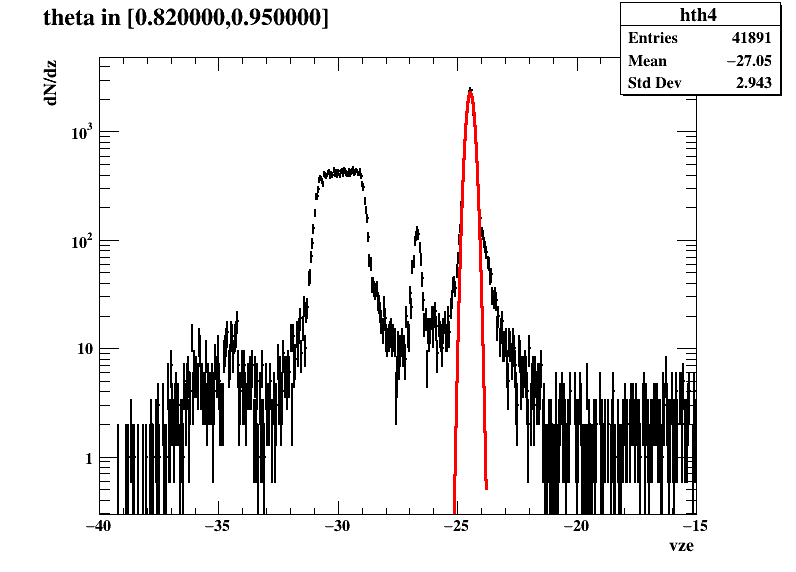 theta in [0.820000,0.950000]
hth4
Entries 41891
Mean −27.05
Std Dev 2.943
dN/dz
10³
10²
10
1
−40 −35 −30 −25 −20 −15
vze